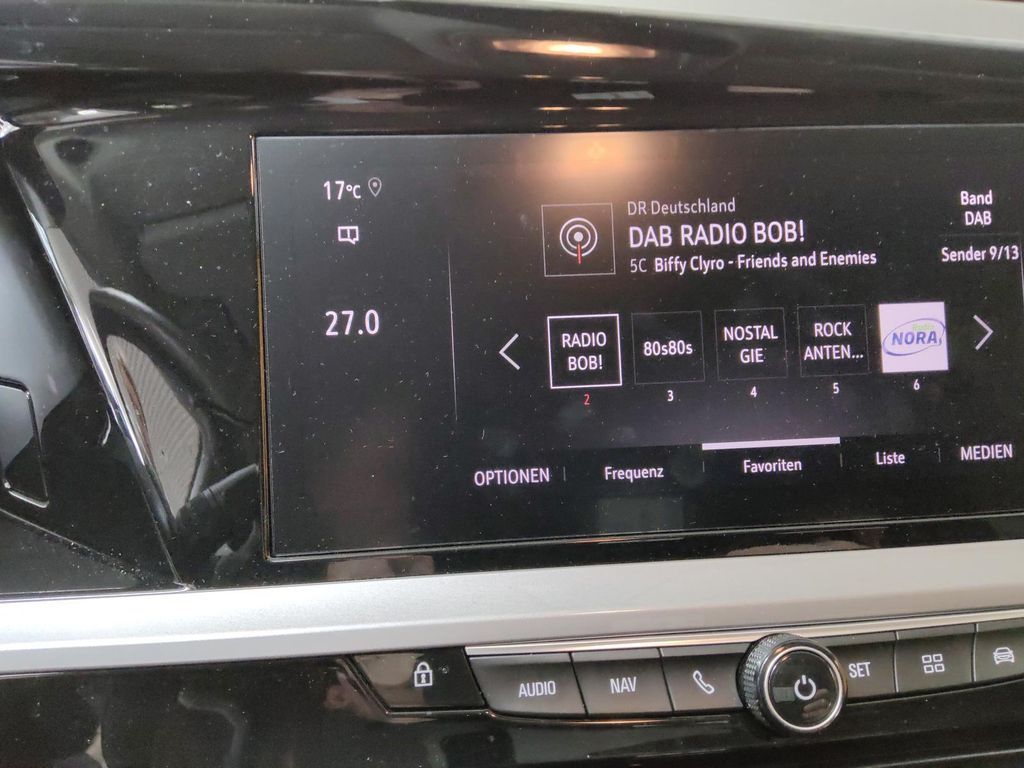 17°C
27.0
DR Deutschland
DAB RADIO BOB!
5C Biffy Clyro - Friends and Enemies
Band
DAB
Sender 9/13
RADIO
BOB!
2
80s80s
3
NOSTAL
GIE
4
ROCK
ANTEN...
5
Radio
NORA
6
OPTIONEN
Frequenz
Favoriten
Liste
MEDIEN
AUDIO
NAV
SET